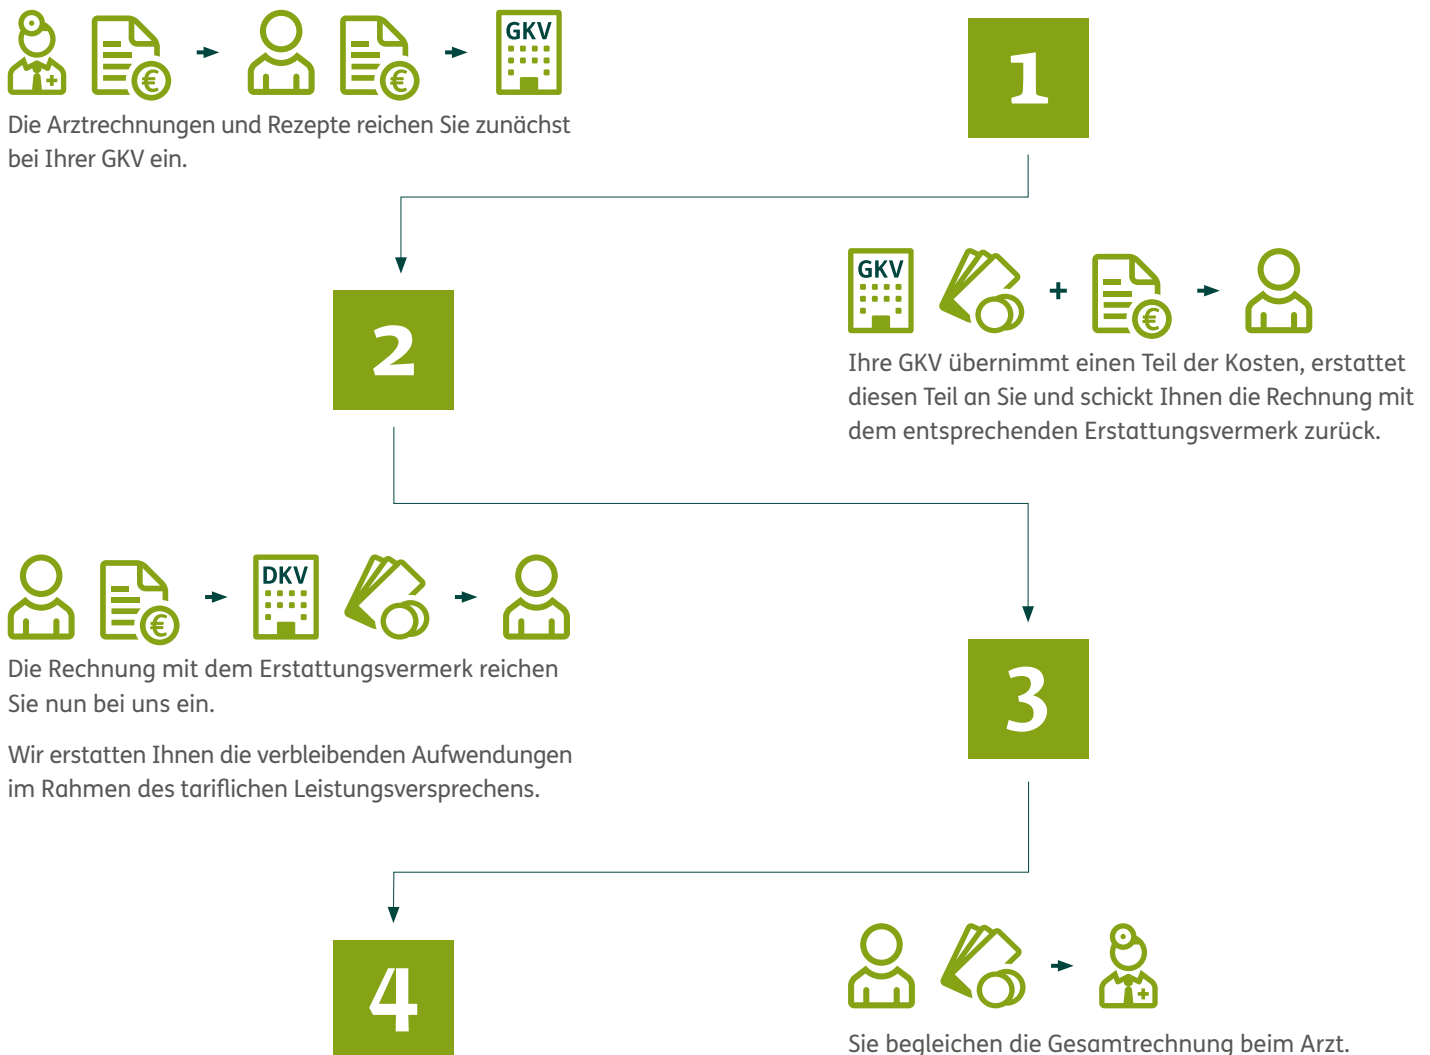 GKV
1
Die Arztrechnungen und Rezepte reichen Sie zunächst
bei Ihrer GKV ein.
2
GKV
+
Ihre GKV übernimmt einen Teil der Kosten, erstattet
diesen Teil an Sie und schickt Ihnen die Rechnung mit
dem entsprechenden Erstattungsvermerk zurück.
DKV
Die Rechnung mit dem Erstattungsvermerk reichen
Sie nun bei uns ein.
Wir erstatten Ihnen die verbleibenden Aufwendungen
im Rahmen des tariflichen Leistungsversprechens.
3
4
Sie begleichen die Gesamtrechnung beim Arzt.